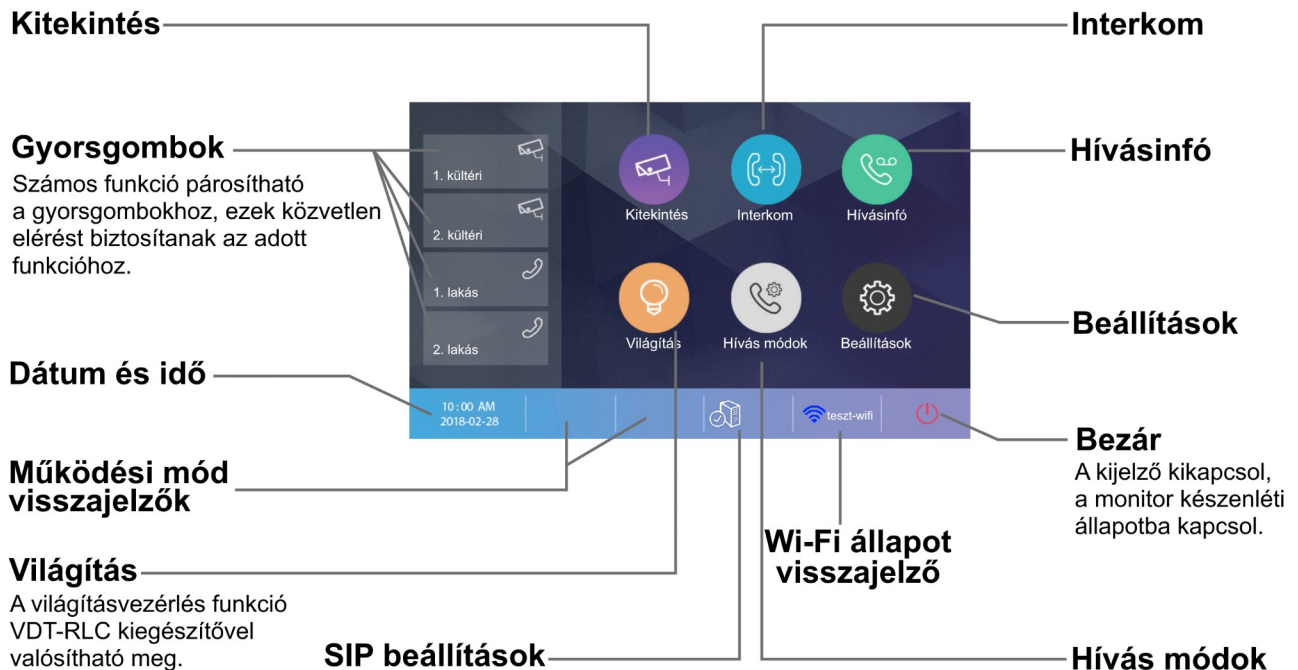 Kitekintés
Interkom
Gyorsgombok
Számos funkció párosítható
a gyorsgombokhoz, ezek közvetlen
elérést biztosítanak az adott
funkcióhoz.
Hívásinfó
1. kültéri
2. kültéri
1. lakás
2. lakás
Kitekintés
Interkom
Hívásinfó
Világítás
Hívás módok
Beállítások
Beállítások
Dátum és idő
10:00 AM
2018-02-28
teszt-wifi
Működési mód
visszajelzők
Bezár
A kijelző kikapcsol,
a monitor készenléti
állapotba kapcsol.
Wi-Fi állapot
visszajelző
Világítás
A világításvezérlés funkció
VDT-RLC kiegészítővel
valósítható meg.
SIP beállítások
Hívás módok